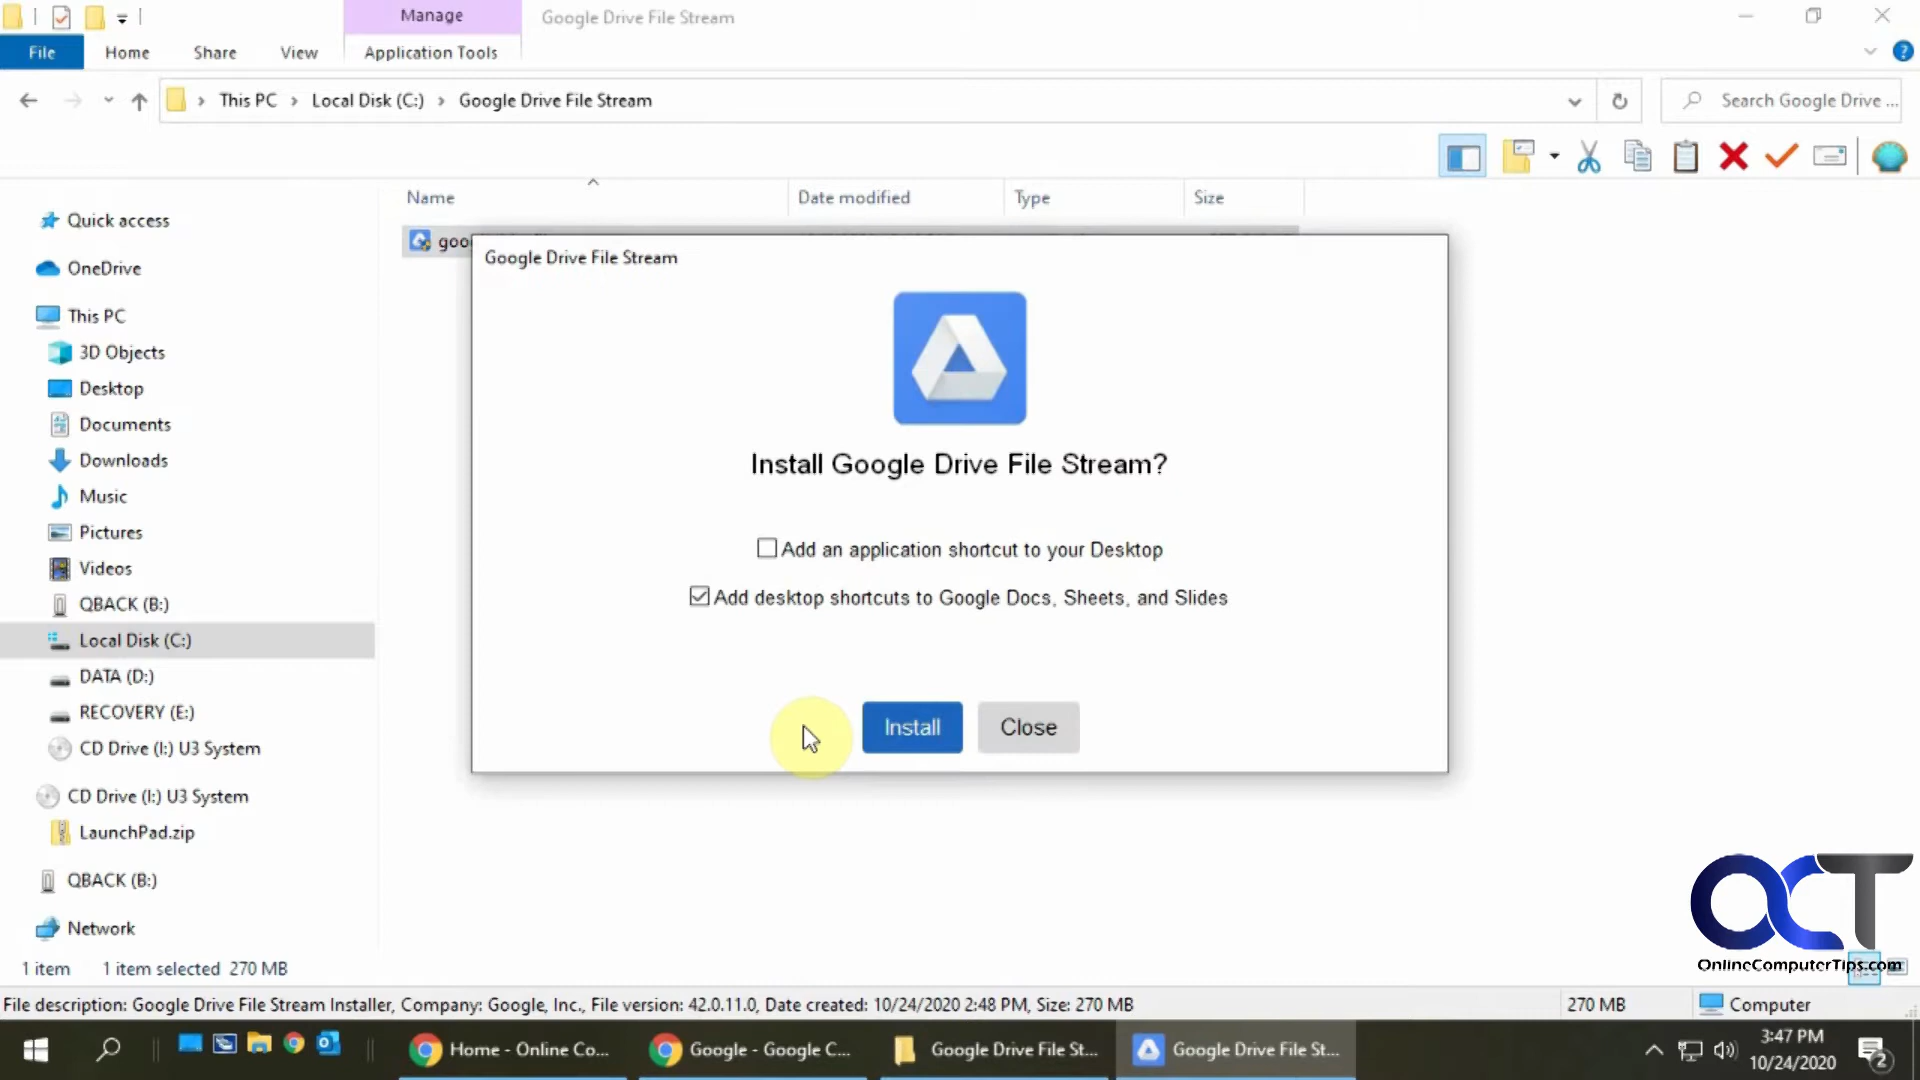 Manage
Google Drive File Stream
File
Home
Share
View
Application Tools
This PC
Local Disk (C:)
Google Drive File Stream
Search Google Drive ...
Name
Date modified
Type
Size
Quick access
OneDrive
This PC
3D Objects
Desktop
Documents
Downloads
Music
Pictures
Videos
QBACK (B:)
Local Disk (C:)
DATA (D:)
RECOVERY (E:)
CD Drive (I:) U3 System
CD Drive (I:) U3 System
LaunchPad.zip
QBACK (B:)
Network
Google Drive File Stream
Install Google Drive File Stream?
Add an application shortcut to your Desktop
Add desktop shortcuts to Google Docs, Sheets, and Slides
Install
Close
OCT
OnlineComputerTips.com
1 item
1 item selected 270 MB
File description: Google Drive File Stream Installer, Company: Google, Inc., File version: 42.0.11.0, Date created: 10/24/2020 2:48 PM, Size: 270 MB
270 MB
Computer
Home - Online Co...
Google - Google C...
Google Drive File St...
Google Drive File St...
3:47 PM
10/24/2020
2